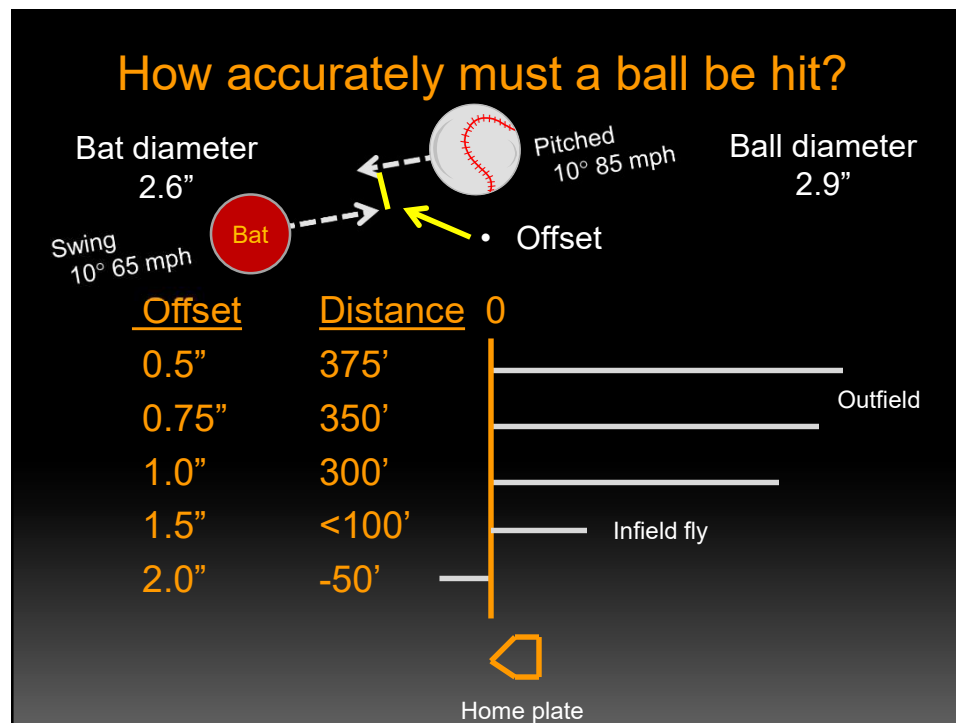 How accurately must a ball be hit?
Bat diameter
2.6”
Pitched
10° 85 mph
Ball diameter
2.9”
Bat
Swing
10° 65 mph
• Offset
Offset Distance 0
0.5” 375’
Outfield
0.75” 350’
1.0” 300’
1.5” <100’ Infield fly
2.0” -50’
Home plate